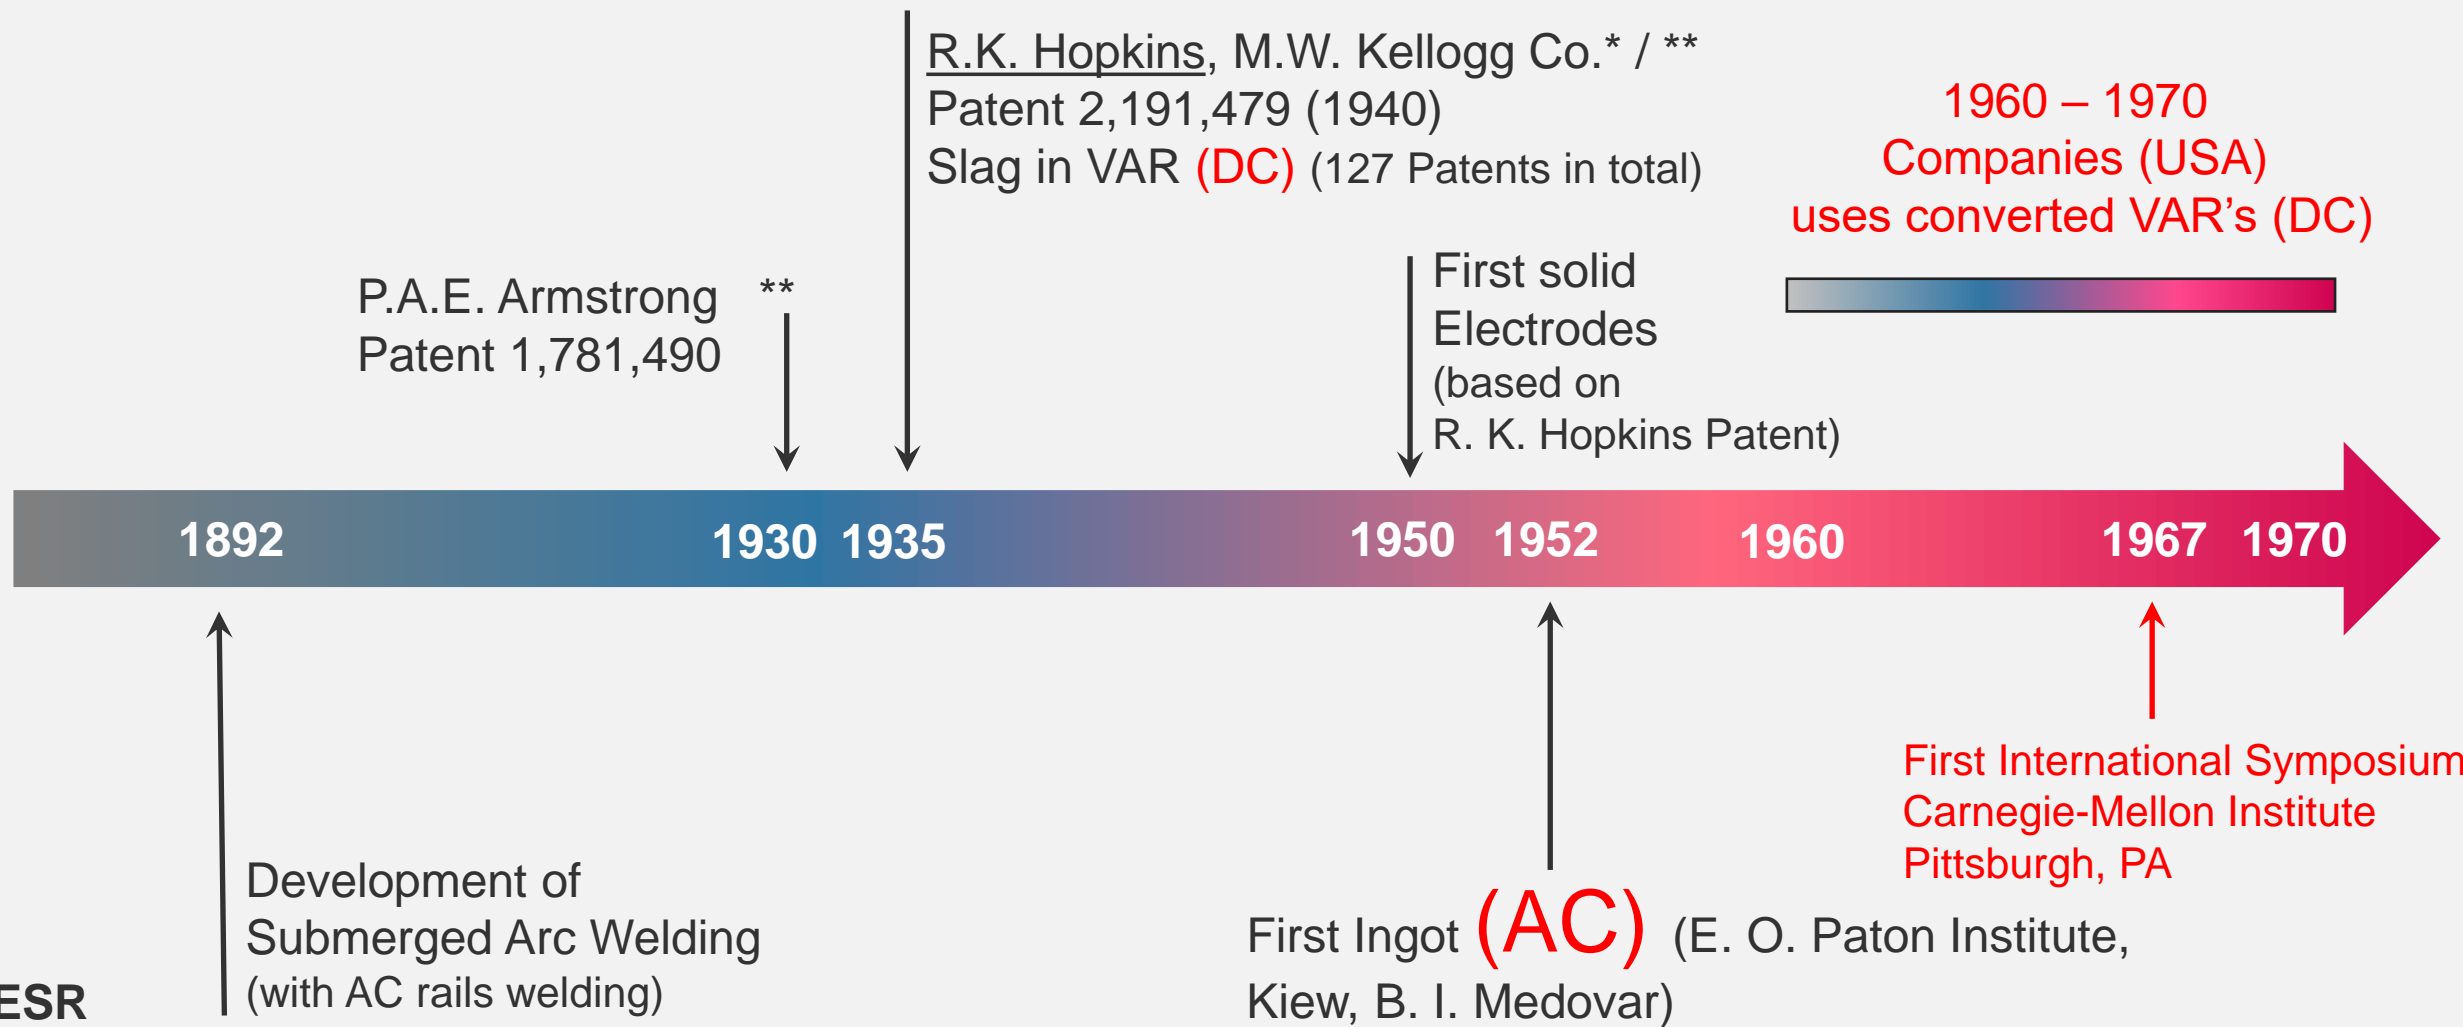 R.K. Hopkins, M.W. Kellogg Co.* / **
Patent 2,191,479 (1940)
Slag in VAR (DC) (127 Patents in total)
1960 – 1970
Companies (USA)
uses converted VAR’s (DC)
P.A.E. Armstrong **
Patent 1,781,490
First solid
Electrodes
(based on
R. K. Hopkins Patent)
1892 1930 1935 1950 1952 1960 1967 1970
First International Symposium
Carnegie-Mellon Institute
Pittsburgh, PA
Development of
Submerged Arc Welding
(with AC rails welding)
First Ingot (AC) (E. O. Paton Institute,
Kiew, B. I. Medovar)
ESR